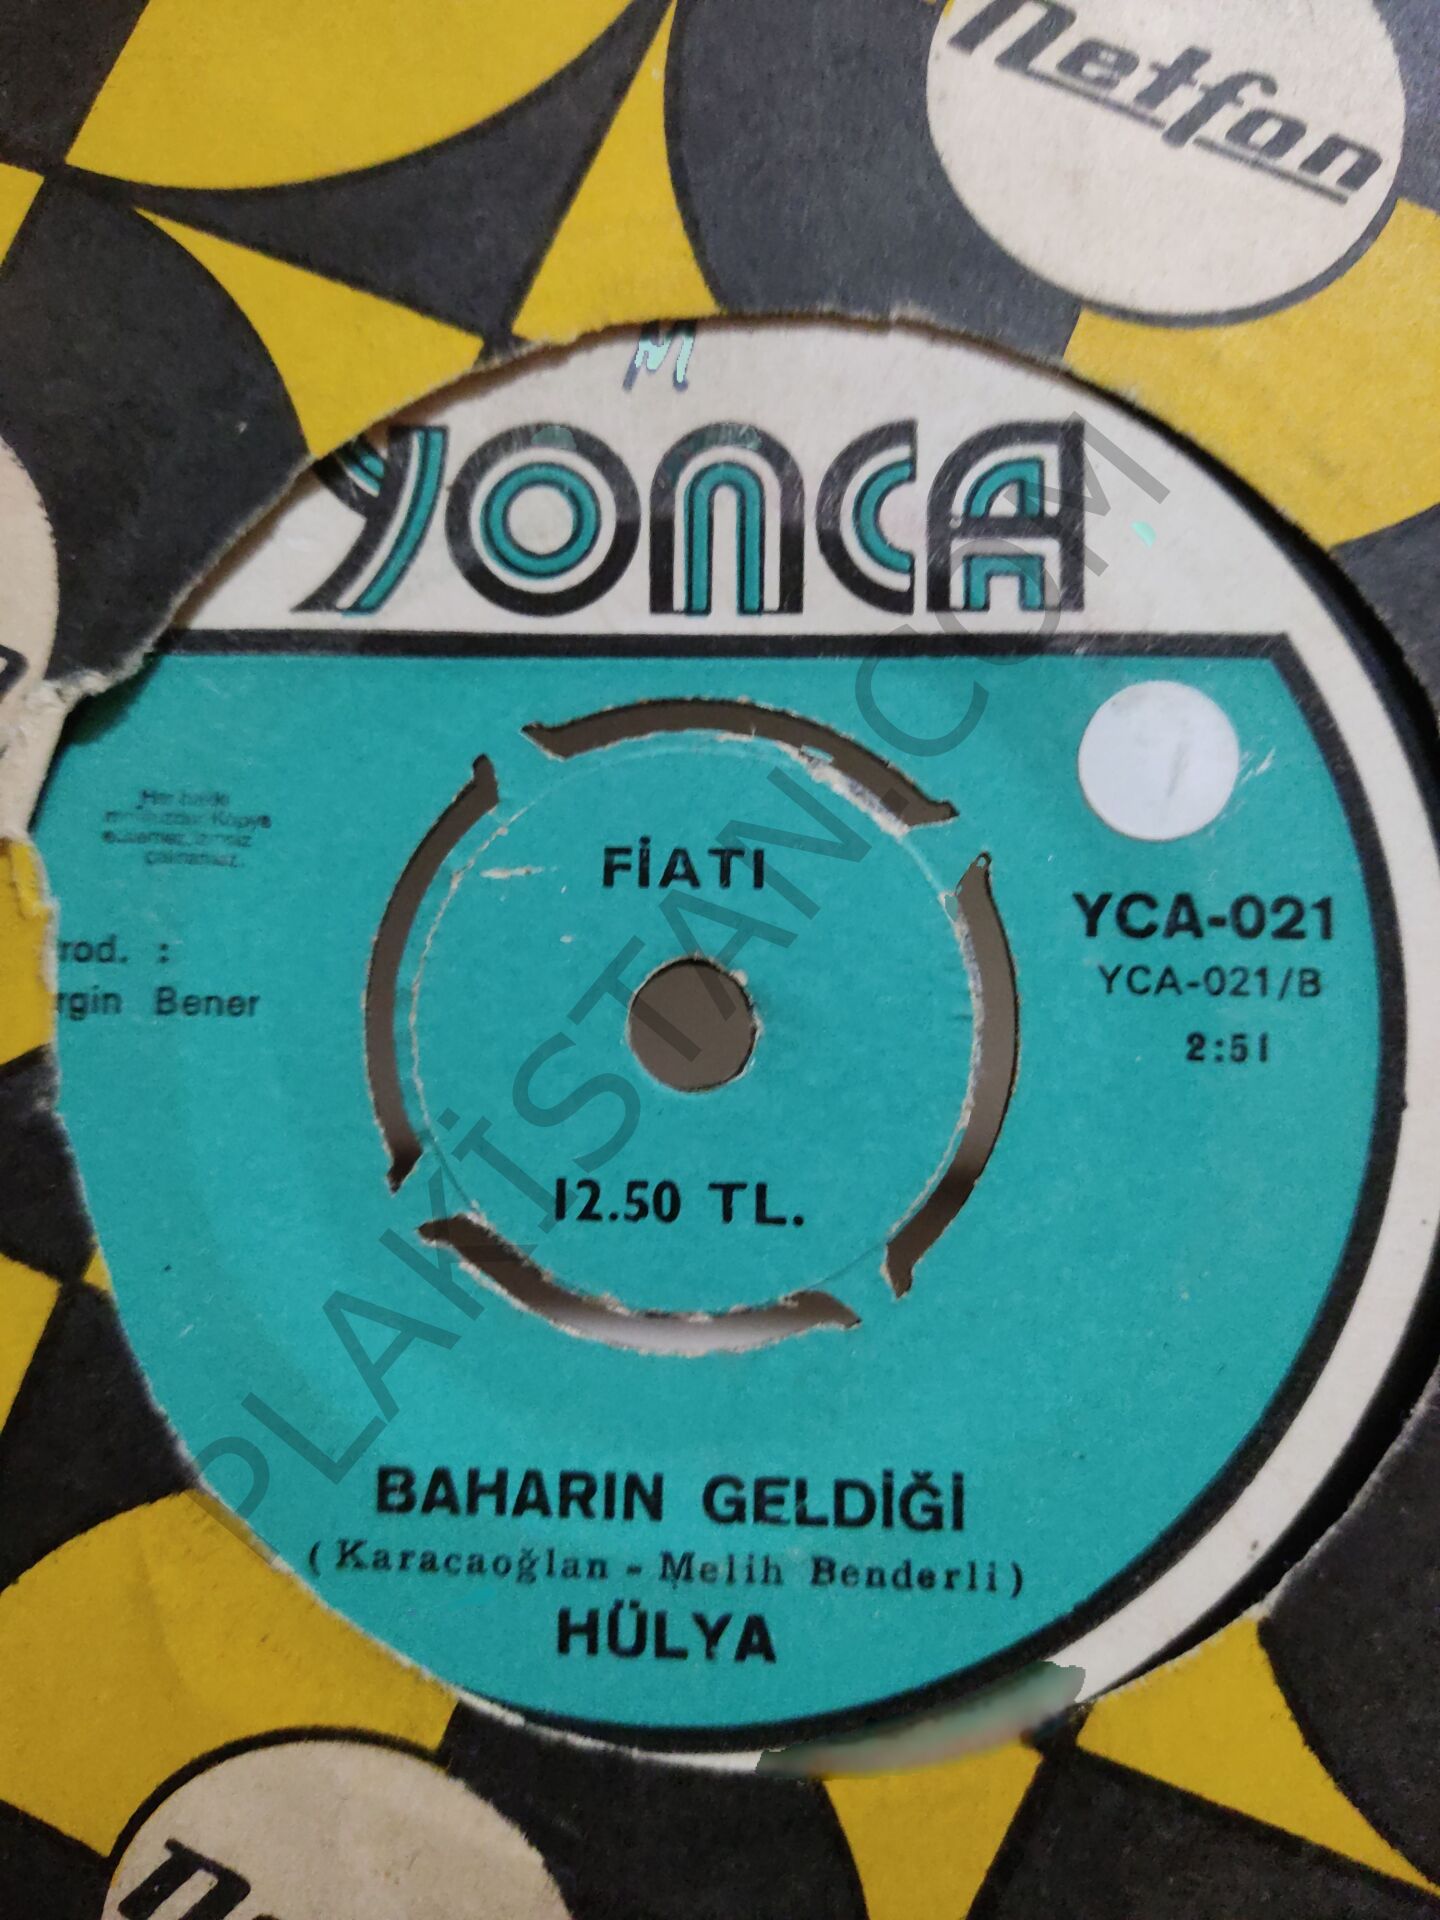 netfon
M
YONCA
FİATI
YCA-021
YCA-021/B
2:51
rod. :
rgin Bener
12.50 TL.
BAHARIN GELDİĞİ
(Karacaoğlan - Melih Benderli)
HÜLYA
PLAKİSTAN.COM